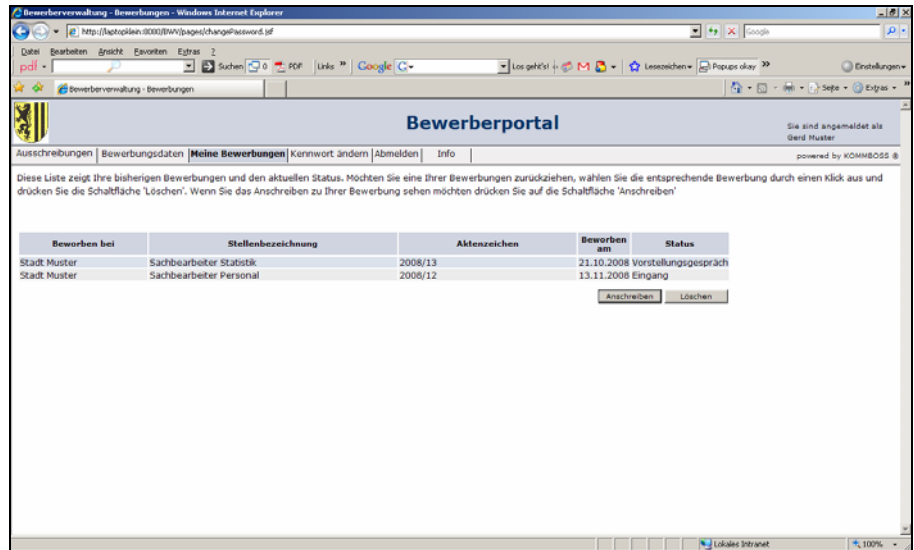 Bewerberverwaltung - Bewerbungen - Windows Internet Explorer
http://laptopklein:8080/BWV/pages/changePassword.jsf
Google
Datei Bearbeiten Ansicht Favoriten Extras ?
pdf Suchen 0 PDF Links » Google G Los geht's! Lesezeichen Popups okay » Einstellungen
Bewerberverwaltung - Bewerbungen
Seite Extras »
Bewerberportal
Sie sind angemeldet als
Gerd Muster
Ausschreibungen Bewerbungsdaten Meine Bewerbungen Kennwort ändern Abmelden Info
powered by KOMMBOSS ®
Diese Liste zeigt Ihre bisherigen Bewerbungen und den aktuellen Status. Möchten Sie eine Ihrer Bewerbungen zurückziehen, wählen Sie die entsprechende Bewerbung durch einen Klick aus und
drücken Sie die Schaltfläche 'Löschen'. Wenn Sie das Anschreiben zu Ihrer Bewerbung sehen möchten drücken Sie auf die Schaltfläche 'Anschreiben'
Beworben bei Stellenbezeichnung Aktenzeichen Beworben am Status
Stadt Muster Sachbearbeiter Statistik 2008/13 21.10.2008 Vorstellungsgespräch
Stadt Muster Sachbearbeiter Personal 2008/12 13.11.2008 Eingang
Anschreiben Löschen
Lokales Intranet 100%